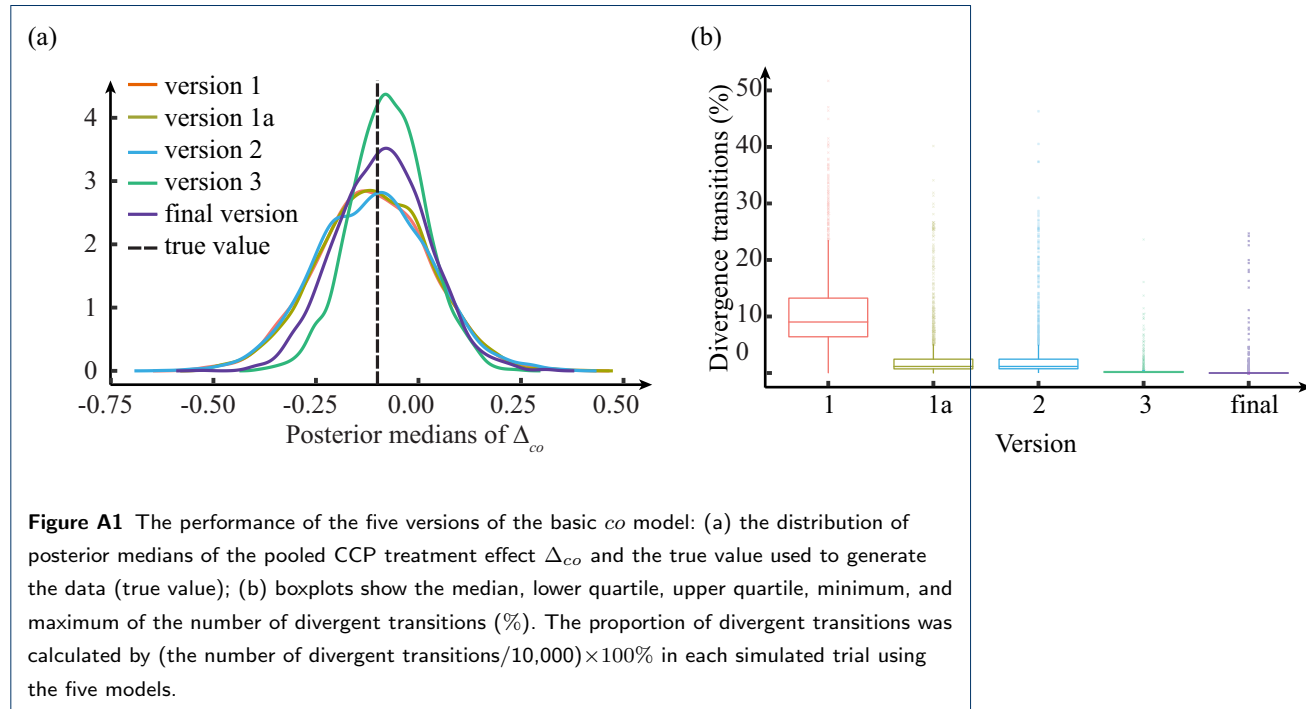 (a)
version 1
version 1a
version 2
version 3
final version
true value
4
3
2
1
0
-0.75 -0.50 -0.25 0.00 0.25 0.50
Posterior medians of Δco
(b)
Divergence transitions (%)
50
40
30
20
10
0
1 1a 2 3 final
Version
Figure A1 The performance of the five versions of the basic co model: (a) the distribution of
posterior medians of the pooled CCP treatment effect Δco and the true value used to generate
the data (true value); (b) boxplots show the median, lower quartile, upper quartile, minimum, and
maximum of the number of divergent transitions (%). The proportion of divergent transitions was
calculated by (the number of divergent transitions/10,000)×100% in each simulated trial using
the five models.